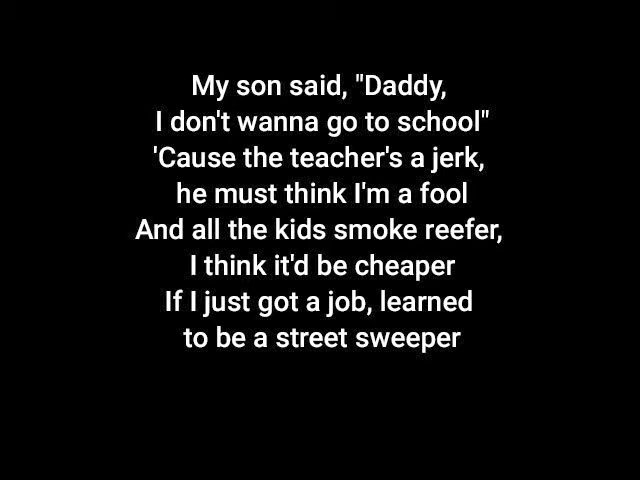 My son said, "Daddy,
I don't wanna go to school"
'Cause the teacher's a jerk,
he must think I'm a fool
And all the kids smoke reefer,
I think it'd be cheaper
If I just got a job, learned
to be a street sweeper